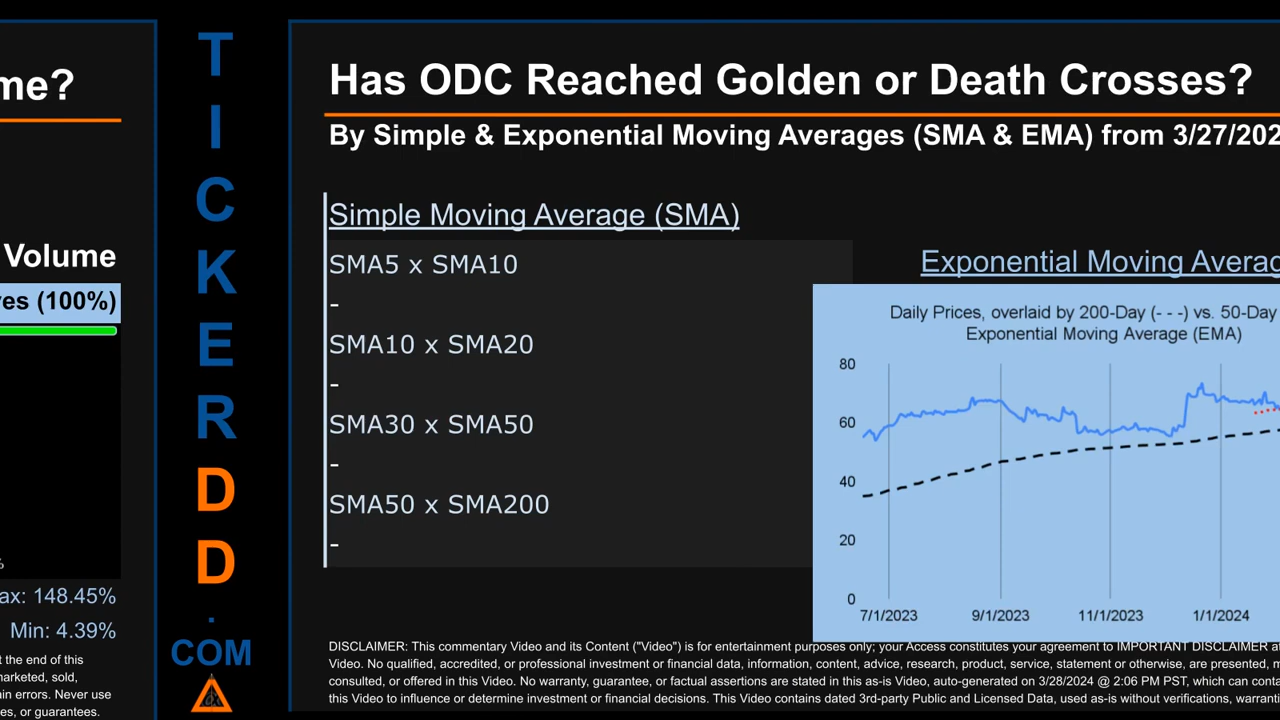 me?
Volume
es (100%)
ax: 148.45%
Min: 4.39%
t the end of this
arketed, sold,
in errors. Never use
es, or guarantees.
TICKERDD
.
COM
Has ODC Reached Golden or Death Crosses?
By Simple & Exponential Moving Averages (SMA & EMA) from 3/27/202
Simple Moving Average (SMA)
SMA5 x SMA10
-
SMA10 x SMA20
-
SMA30 x SMA50
-
SMA50 x SMA200
-
Exponential Moving Averag
Daily Prices, overlaid by 200-Day (- - -) vs. 50-Day
Exponential Moving Average (EMA)
80
60
40
20
0
7/1/2023 9/1/2023 11/1/2023 1/1/2024
DISCLAIMER: This commentary Video and its Content ("Video") is for entertainment purposes only; your Access constitutes your agreement to IMPORTANT DISCLAIMER a
Video. No qualified, accredited, or professional investment or financial data, information, content, advice, research, product, service, statement or otherwise, are presented, m
consulted, or offered in this Video. No warranty, guarantee, or factual assertions are stated in this as-is Video, auto-generated on 3/28/2024 @ 2:06 PM PST, which can conta
this Video to influence or determine investment or financial decisions. This Video contains dated 3rd-party Public and Licensed Data, used as-is without verifications, warranti